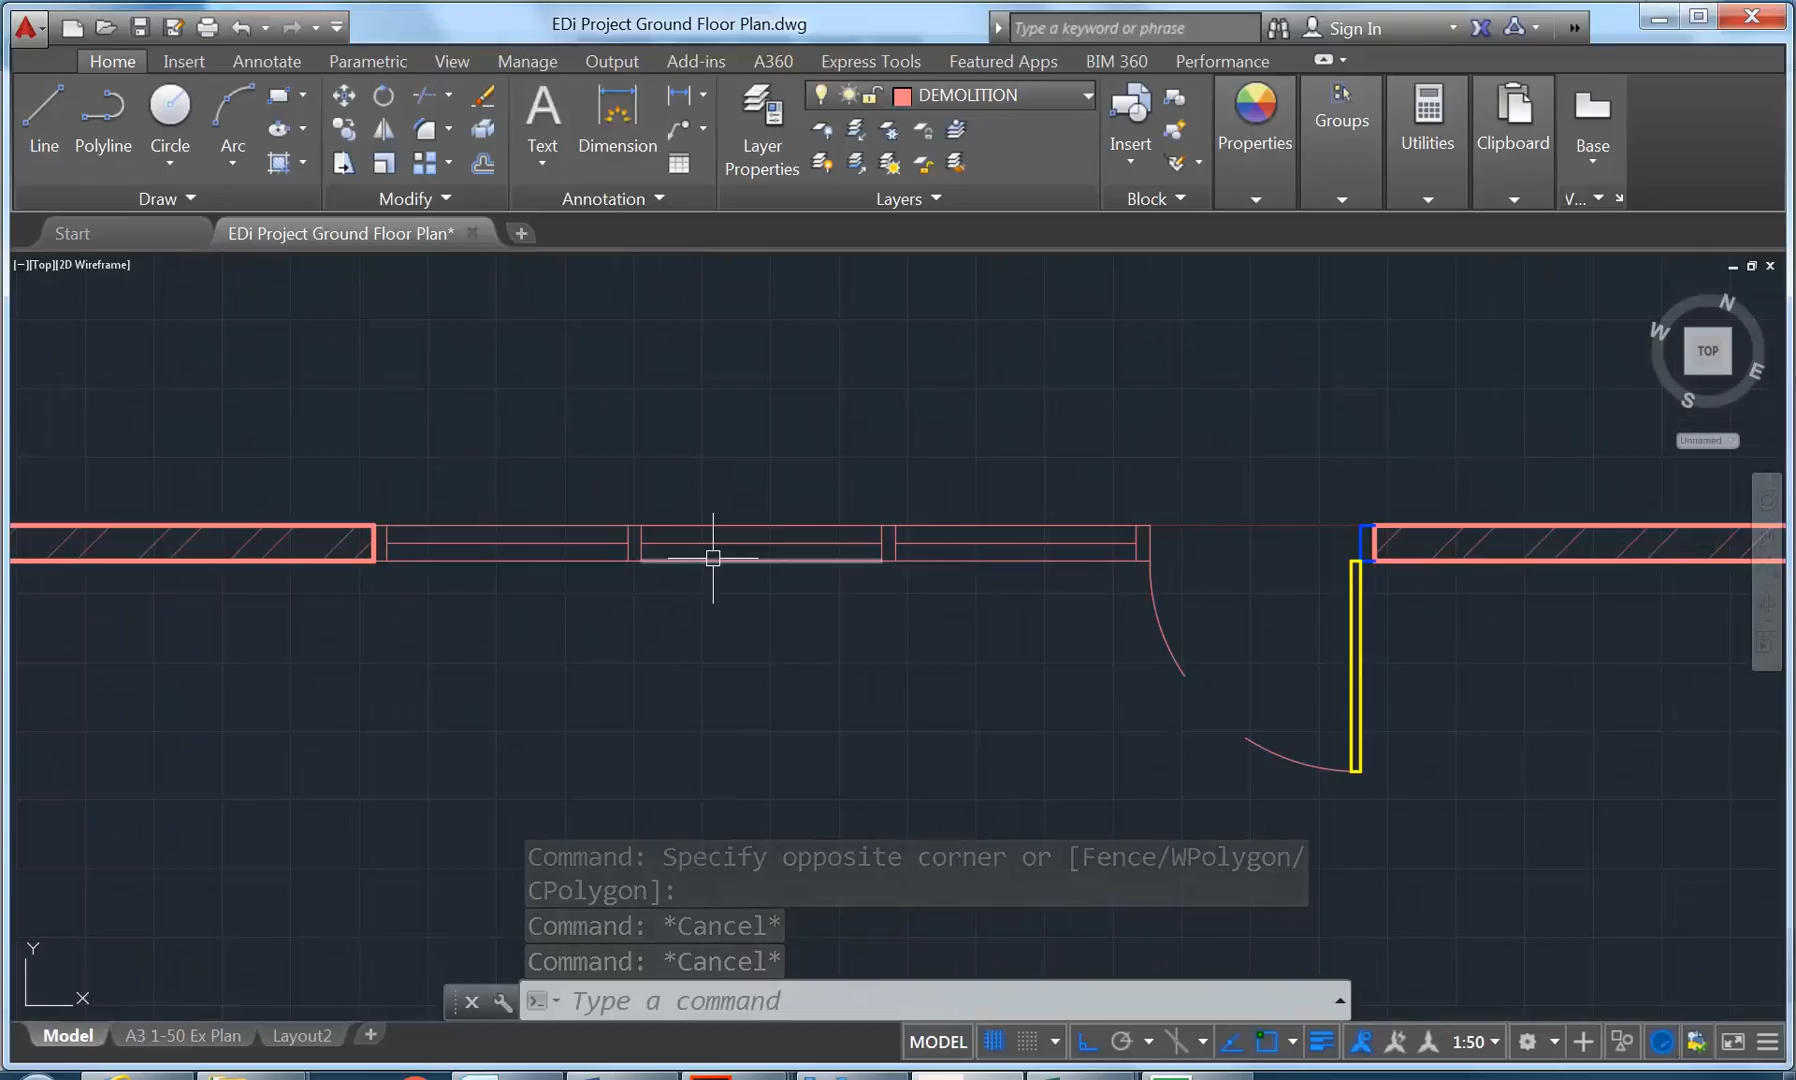 EDi Project Ground Floor Plan.dwg
Type a keyword or phrase
Sign In
Home Insert Annotate Parametric View Manage Output Add-ins A360 Express Tools Featured Apps BIM 360 Performance
DEMOLITION
Line Polyline Circle Arc
Text Dimension
Layer
Properties
Insert
Properties
Groups
Utilities
Clipboard
Base
Draw Modify Annotation Layers Block V...
Start EDi Project Ground Floor Plan*
[−][Top][2D Wireframe]
N
W
TOP
E
S
Unnamed
Command: Specify opposite corner or [Fence/WPolygon/
CPolygon]:
Command: *Cancel*
Command: *Cancel*
Type a command
Y
X
Model A3 1-50 Ex Plan Layout2
MODEL 1:50